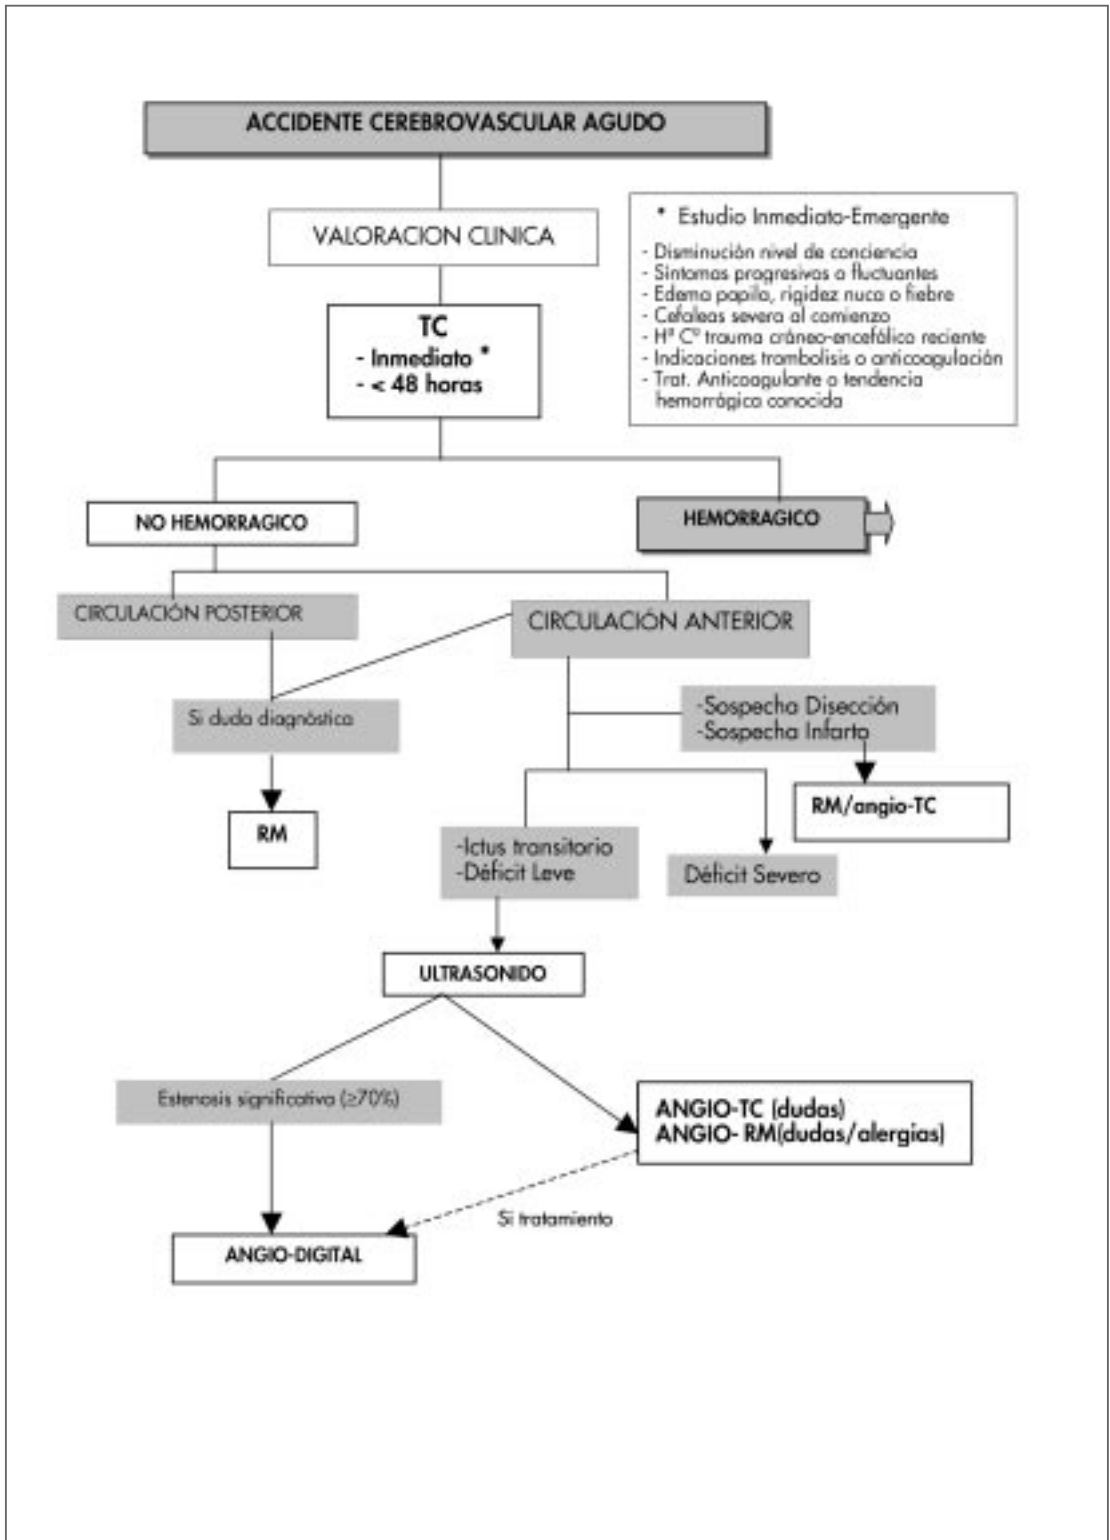 ACCIDENTE CEREBROVASCULAR AGUDO
VALORACION CLINICA
* Estudio Inmediato-Emergente
- Disminución nivel de conciencia
- Sintomas progresivos o fluctuantes
- Edema papila, rigidez nuca o fiebre
- Cefaleas severa al comienzo
- Hª Cº trauma cráneo-encefálico reciente
- Indicaciones trombolisis o anticoagulación
- Trat. Anticoagulante o tendencia
hemorrágica conocida
TC
- Inmediato *
- < 48 horas
NO HEMORRAGICO
HEMORRAGICO
CIRCULACIÓN POSTERIOR
CIRCULACIÓN ANTERIOR
Si duda diagnóstica
-Sospecha Disección
-Sospecha Infarto
RM
RM/angio-TC
-Ictus transitorio
-Déficit Leve
Déficit Severo
ULTRASONIDO
Estenosis significativa (≥70%)
ANGIO-TC (dudas)
ANGIO- RM(dudas/alergias)
Si tratamiento
ANGIO-DIGITAL